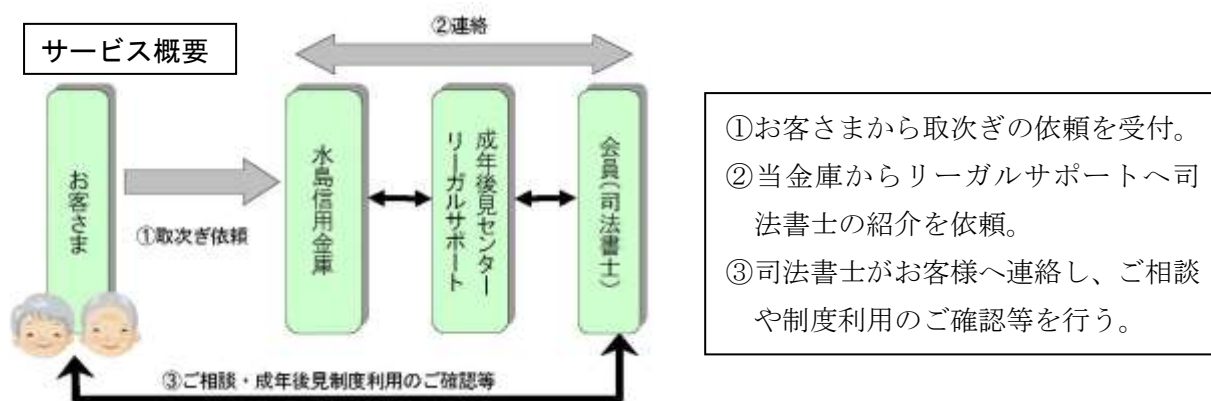 サービス概要
②連絡
お客さま
①取次ぎ依頼
水島信用金庫
成年後見センター
リーガルサポート
会員(司法書士)
③ご相談・成年後見制度利用のご確認等
①お客さまから取次ぎの依頼を受付。
②当金庫からリーガルサポートへ司
法書士の紹介を依頼。
③司法書士がお客様へ連絡し、ご相談
や制度利用のご確認等を行う。